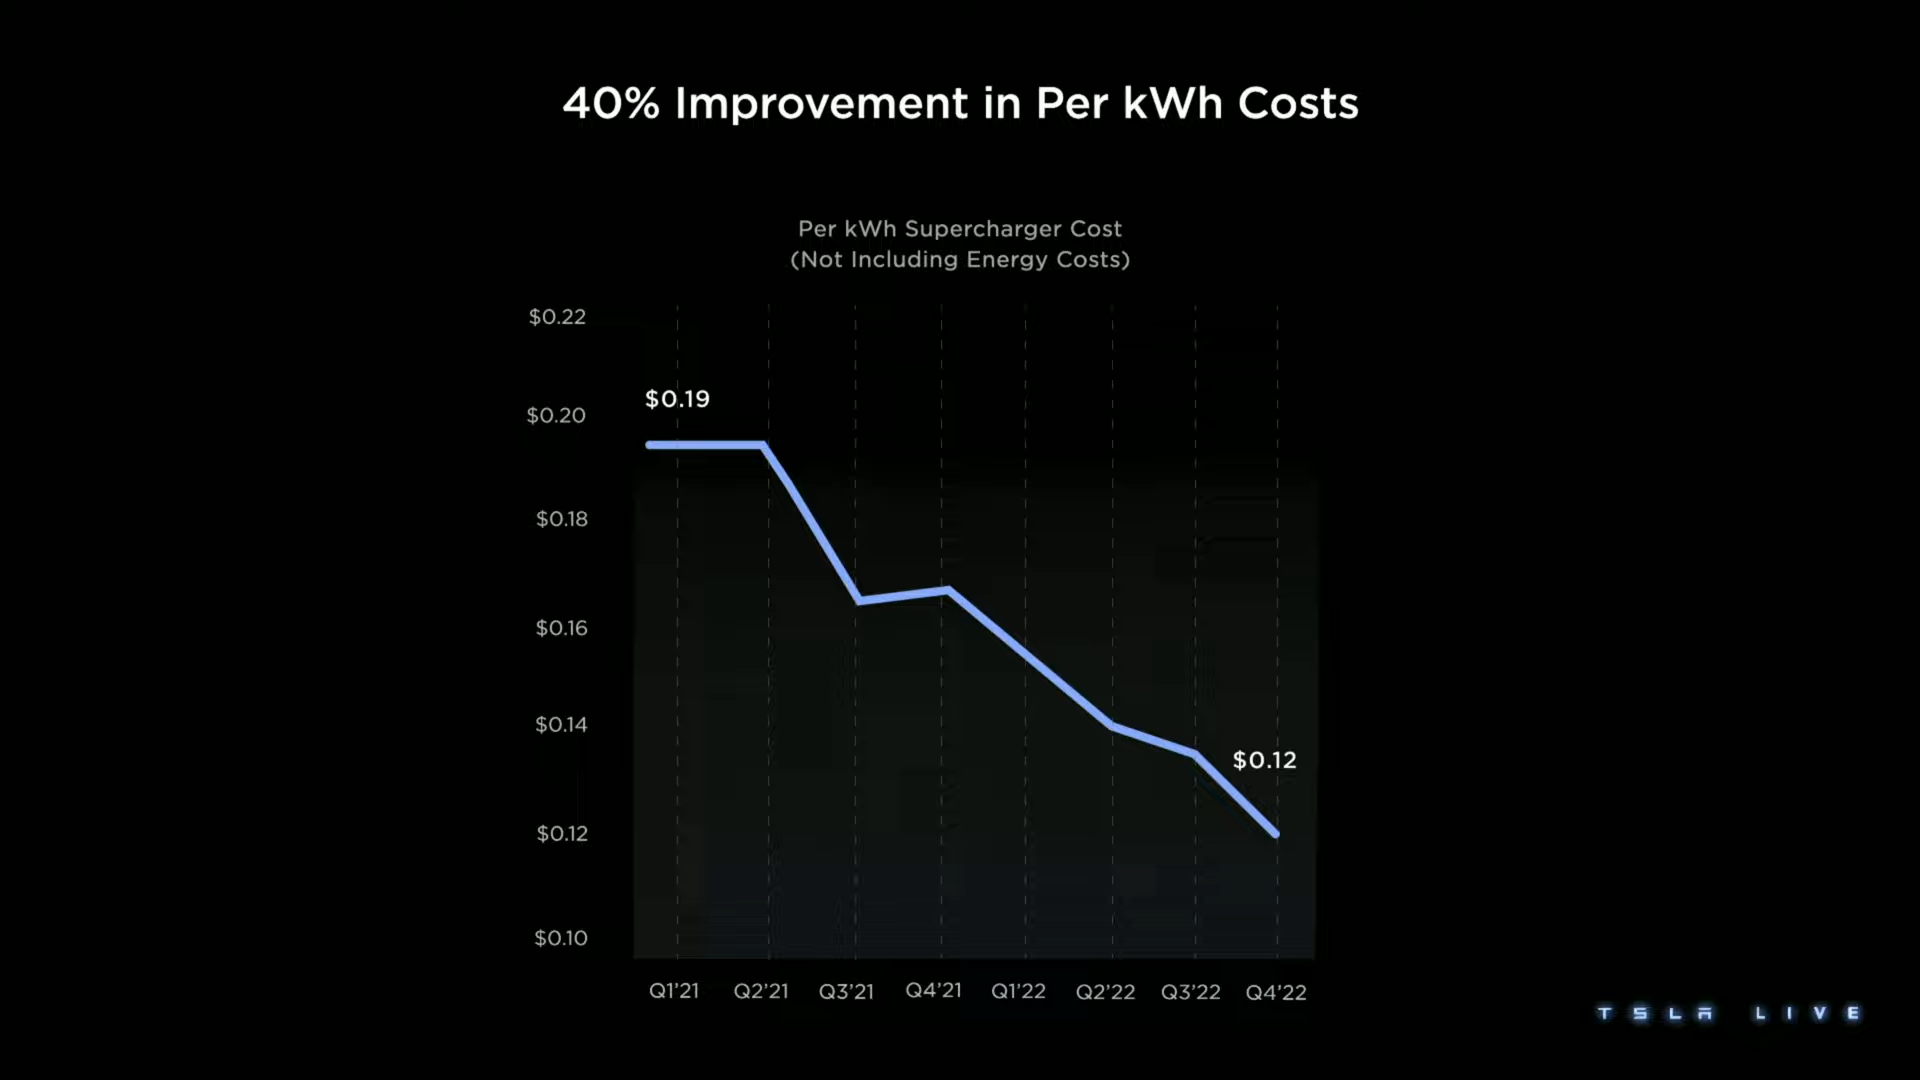 40% Improvement in Per kWh Costs
Per kWh Supercharger Cost
(Not Including Energy Costs)
$0.22
$0.20
$0.19
$0.18
$0.16
$0.14
$0.12
$0.12
$0.10
Q1'21 Q2'21 Q3'21 Q4'21 Q1'22 Q2'22 Q3'22 Q4'22
TSLA LIVE